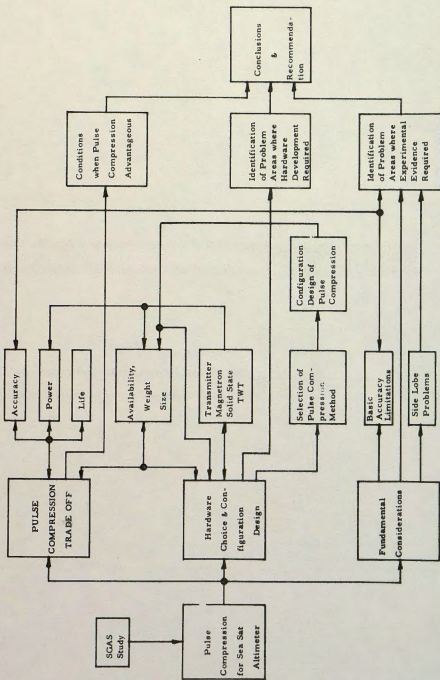 SGAS
Study
Pulse
Compression
for Sea Sat
Altimeter
PULSE
COMPRESSION
TRADE OFF
Hardware
Choice & Con-
figuration
Design
Fundamental
Considerations
Accuracy
Power
Life
Availability,
Weight
Size
Transmitter
Magnetron
Solid State
TWT
Selection of
Pulse Com-
pression
Method
Basic
Accuracy
Limitations
Side Lobe
Problems
Configuration
Design of
Pulse
Compression
Conditions
when Pulse
Compression
Advantageous
Identification
of Problem
Areas where
Hardware
Development
Required
Identification
of Problem
Areas where
Experimental
Evidence
Required
Conclusions
&
Recommenda-
tion